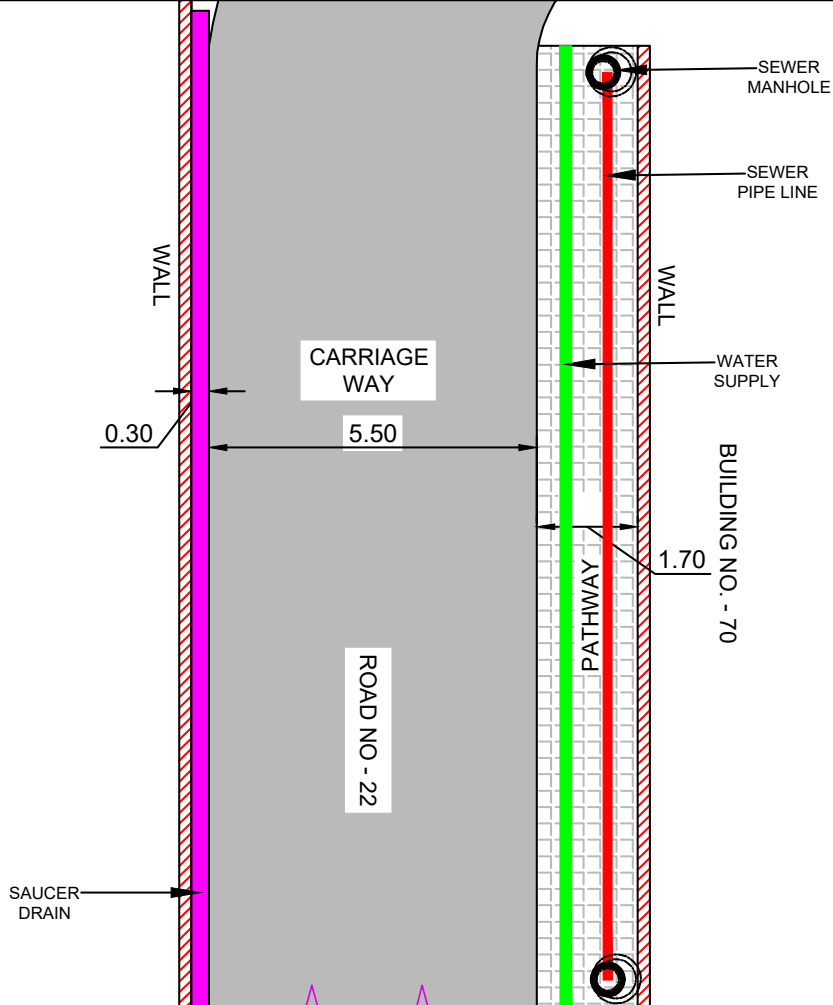 SEWER
MANHOLE
SEWER
PIPE LINE
WALL
WALL
CARRIAGE
WAY
WATER
SUPPLY
0.30
5.50
BUILDING NO. - 70
1.70
PATHWAY
ROAD NO - 22
SAUCER
DRAIN